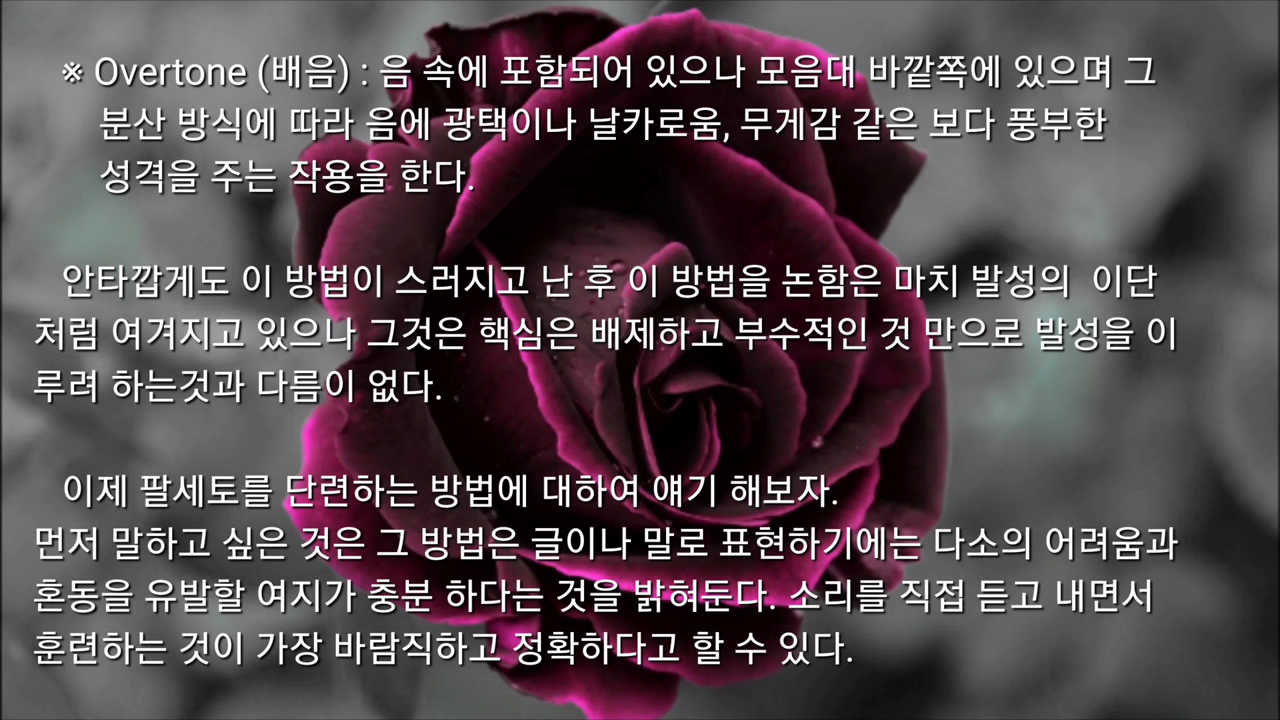 ※ Overtone (배음) : 음 속에 포함되어 있으나 모음대 바깥쪽에 있으며 그
분산 방식에 따라 음에 광택이나 날카로움, 무게감 같은 보다 풍부한
성격을 주는 작용을 한다.
안타깝게도 이 방법이 스러지고 난 후 이 방법을 논함은 마치 발성의 이단
처럼 여겨지고 있으나 그것은 핵심은 배제하고 부수적인 것 만으로 발성을 이
루려 하는것과 다름이 없다.
이제 팔세토를 단련하는 방법에 대하여 얘기 해보자.
먼저 말하고 싶은 것은 그 방법은 글이나 말로 표현하기에는 다소의 어려움과
혼동을 유발할 여지가 충분 하다는 것을 밝혀둔다. 소리를 직접 듣고 내면서
훈련하는 것이 가장 바람직하고 정확하다고 할 수 있다.